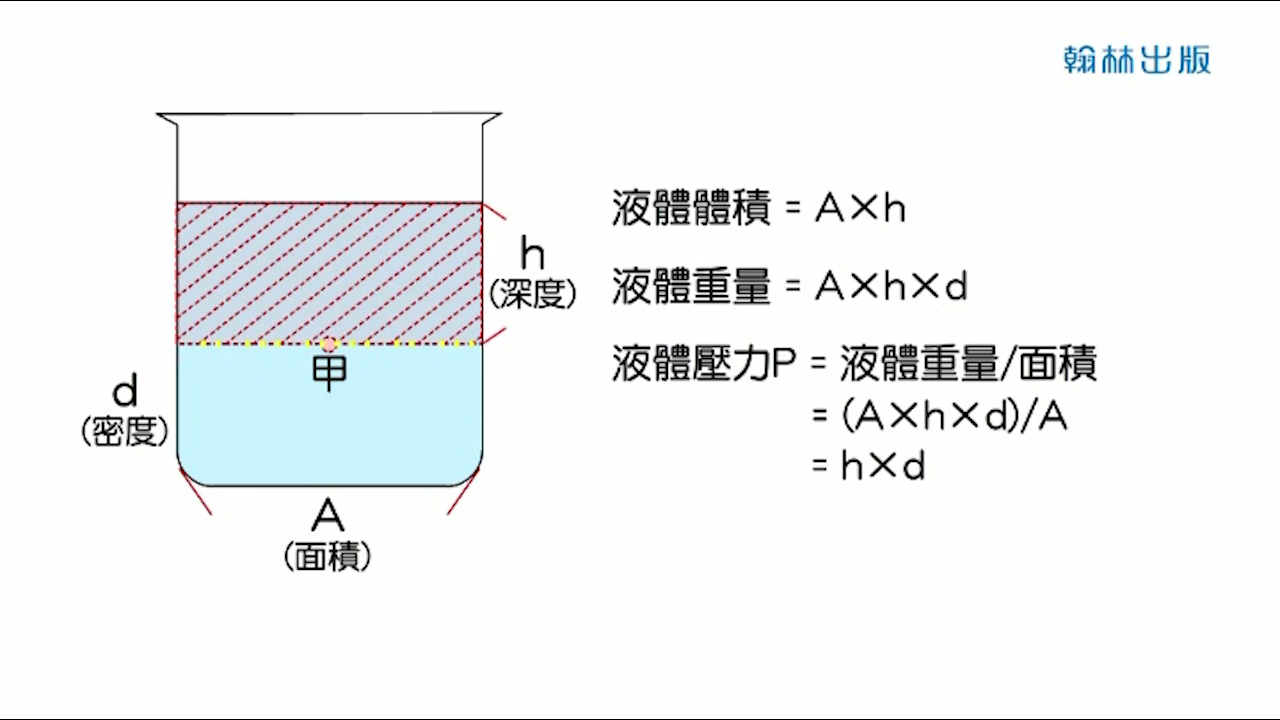 翰林出版
液體體積 = A×h
h
(深度)
液體重量 = A×h×d
甲
液體壓力P = 液體重量/面積
= (A×h×d)/A
= h×d
d
(密度)
A
(面積)